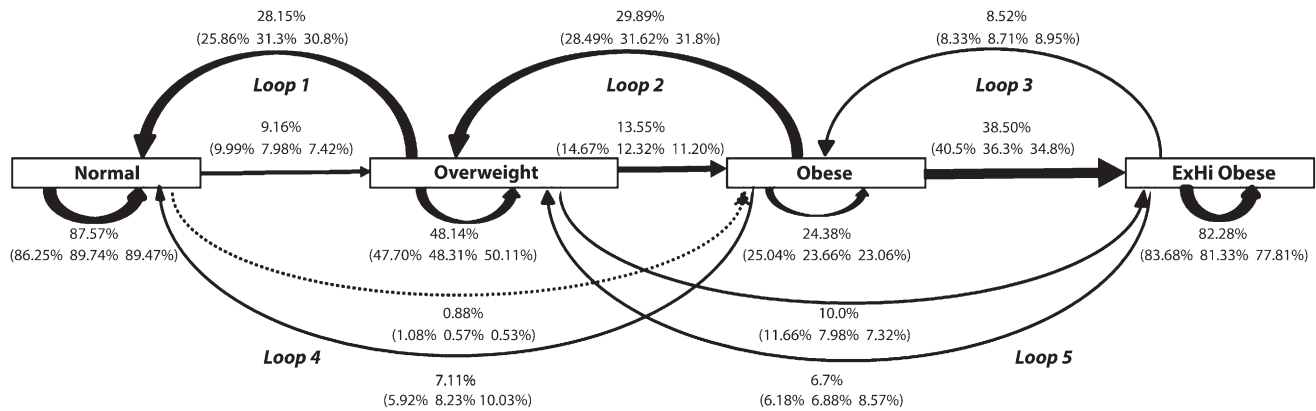 28.15%
(25.86% 31.3% 30.8%)
29.89%
(28.49% 31.62% 31.8%)
8.52%
(8.33% 8.71% 8.95%)
Loop 1
Loop 2
Loop 3
9.16%
(9.99% 7.98% 7.42%)
13.55%
(14.67% 12.32% 11.20%)
38.50%
(40.5% 36.3% 34.8%)
Normal
Overweight
Obese
ExHi Obese
87.57%
(86.25% 89.74% 89.47%)
48.14%
(47.70% 48.31% 50.11%)
24.38%
(25.04% 23.66% 23.06%)
82.28%
(83.68% 81.33% 77.81%)
0.88%
(1.08% 0.57% 0.53%)
10.0%
(11.66% 7.98% 7.32%)
Loop 4
Loop 5
7.11%
(5.92% 8.23% 10.03%)
6.7%
(6.18% 6.88% 8.57%)